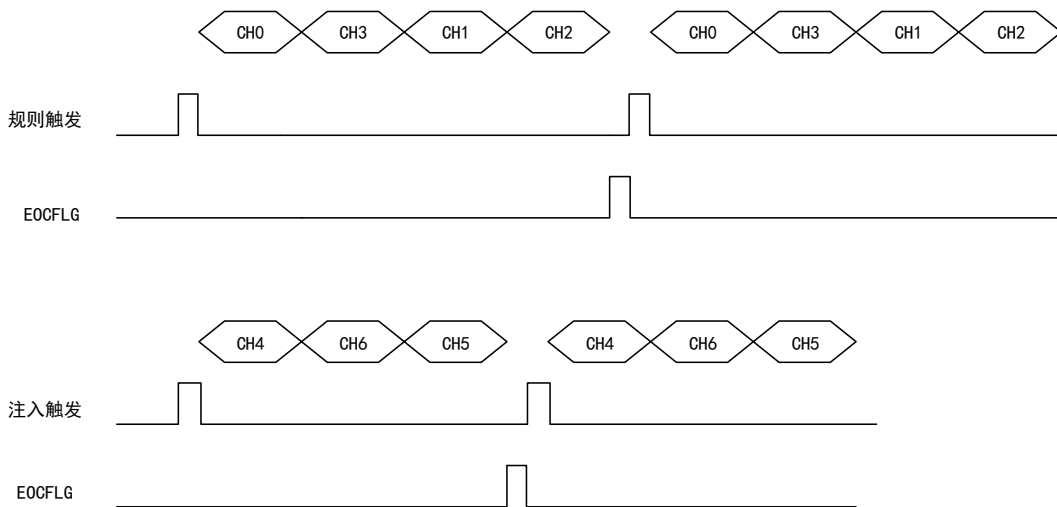 CH0 CH3 CH1 CH2 CH0 CH3 CH1 CH2
规则触发
EOCFLG
CH4 CH6 CH5 CH4 CH6 CH5
注入触发
EOCFLG